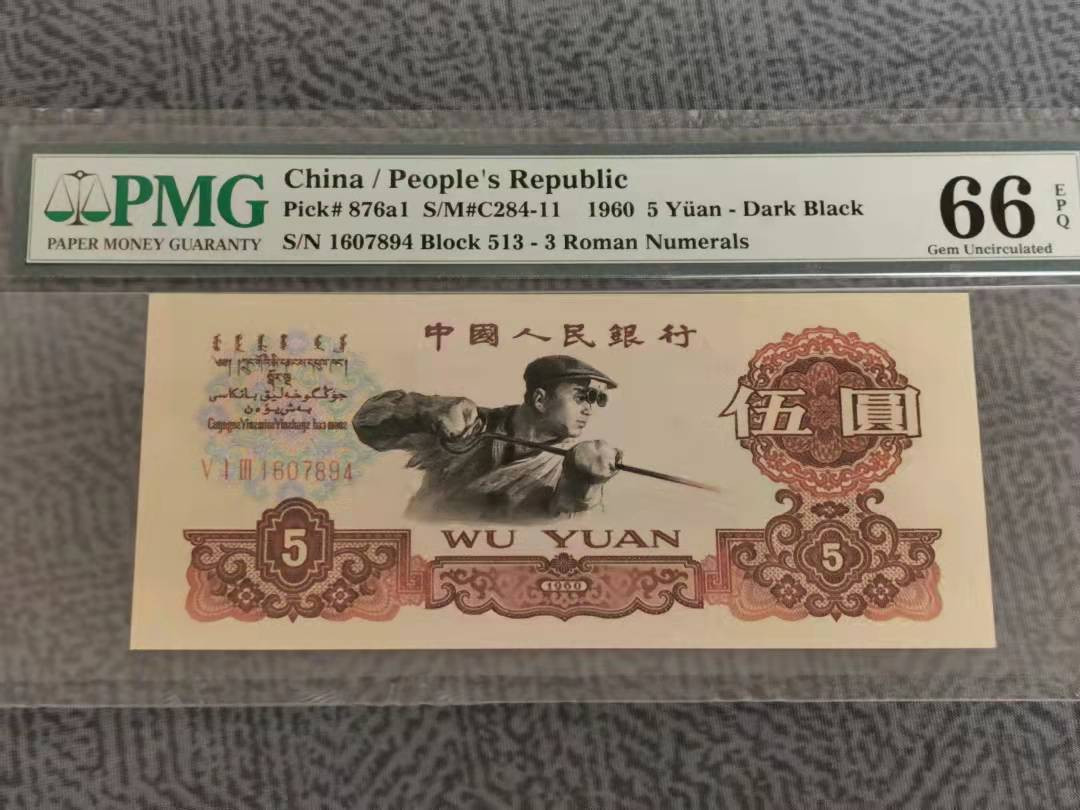 PMG
PAPER MONEY GUARANTY
China / People's Republic
Pick# 876a1 S/M#C284-11 1960 5 Yüan - Dark Black
S/N 1607894 Block 513 - 3 Roman Numerals
66
EPQ
Gem Uncirculated
中國人民銀行
伍圓
V I III 1607894
5
WU YUAN
1960
5